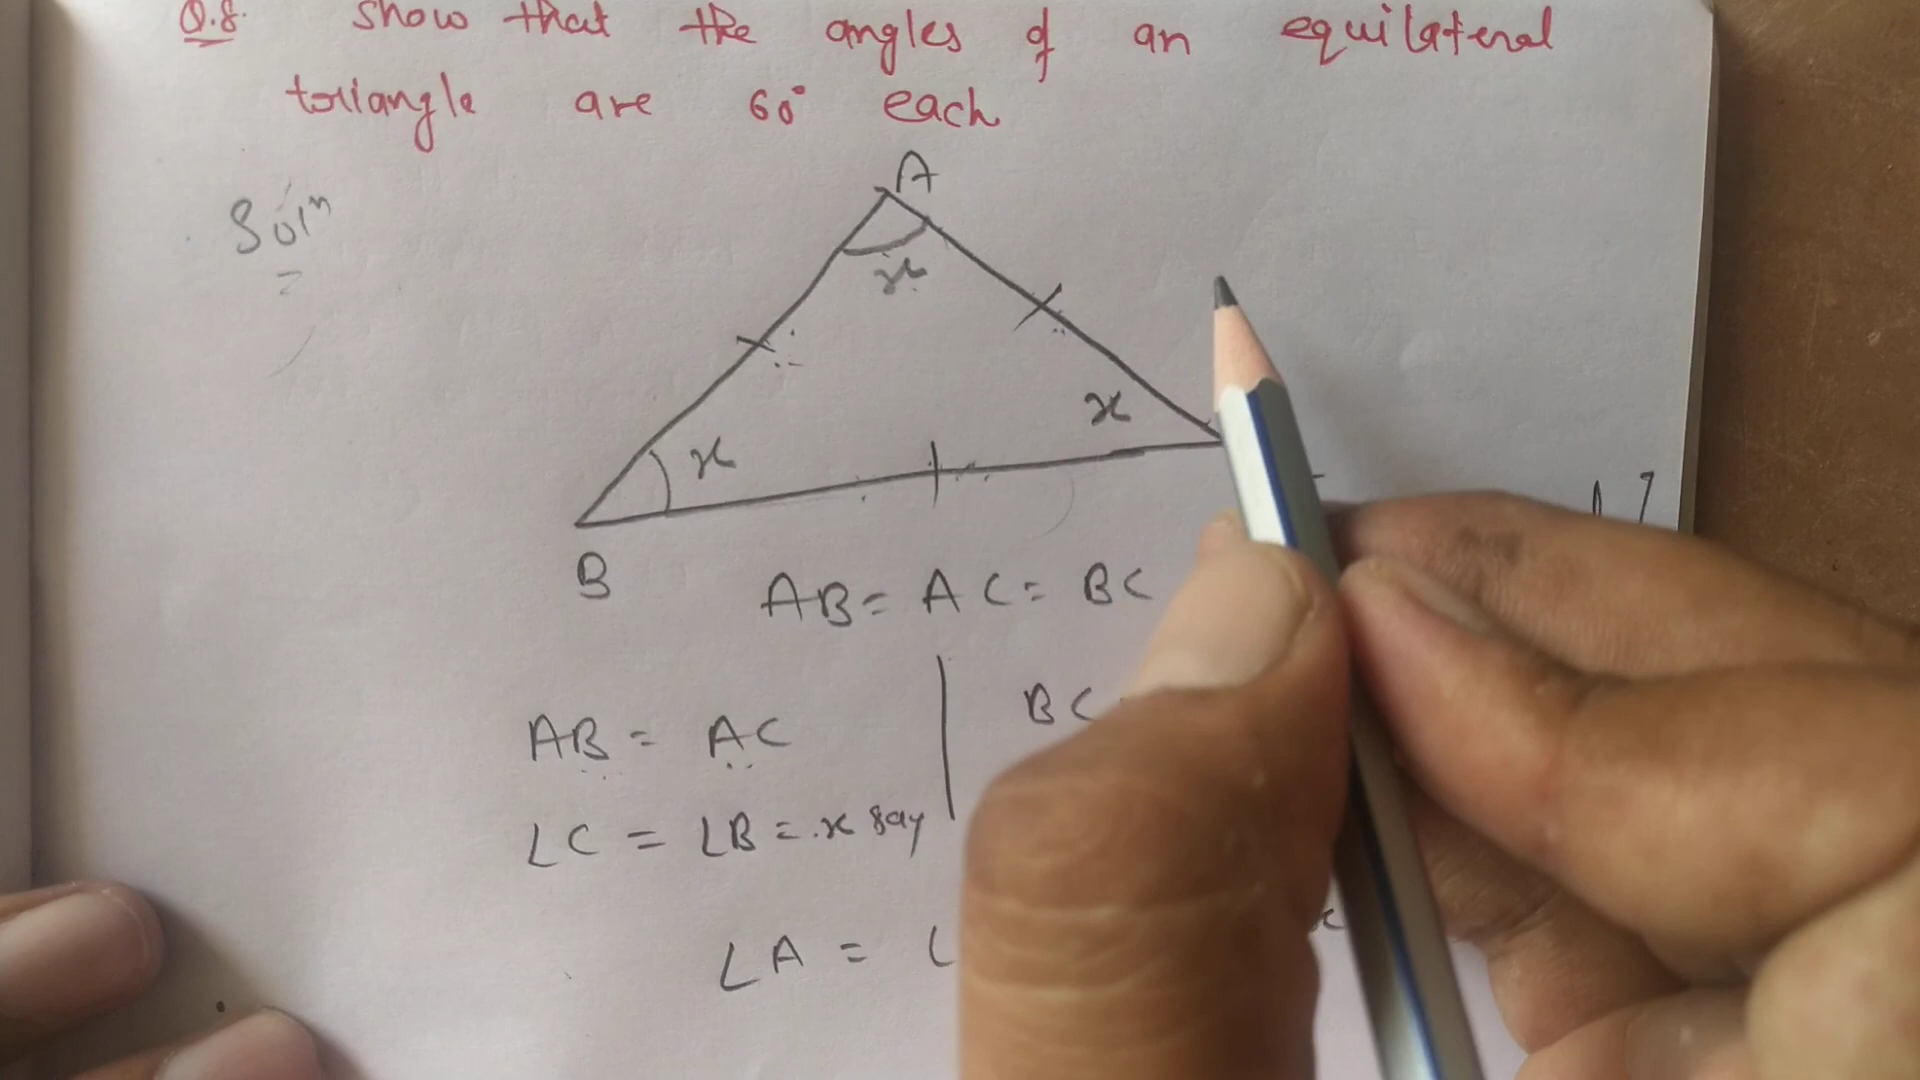 Q.8. Show that the angles of an equilateral
triangle are 60° each
Solⁿ
A
x
x
x
B
AB = AC = BC
AB = AC
BC
∠C = ∠B = x say
∠A =